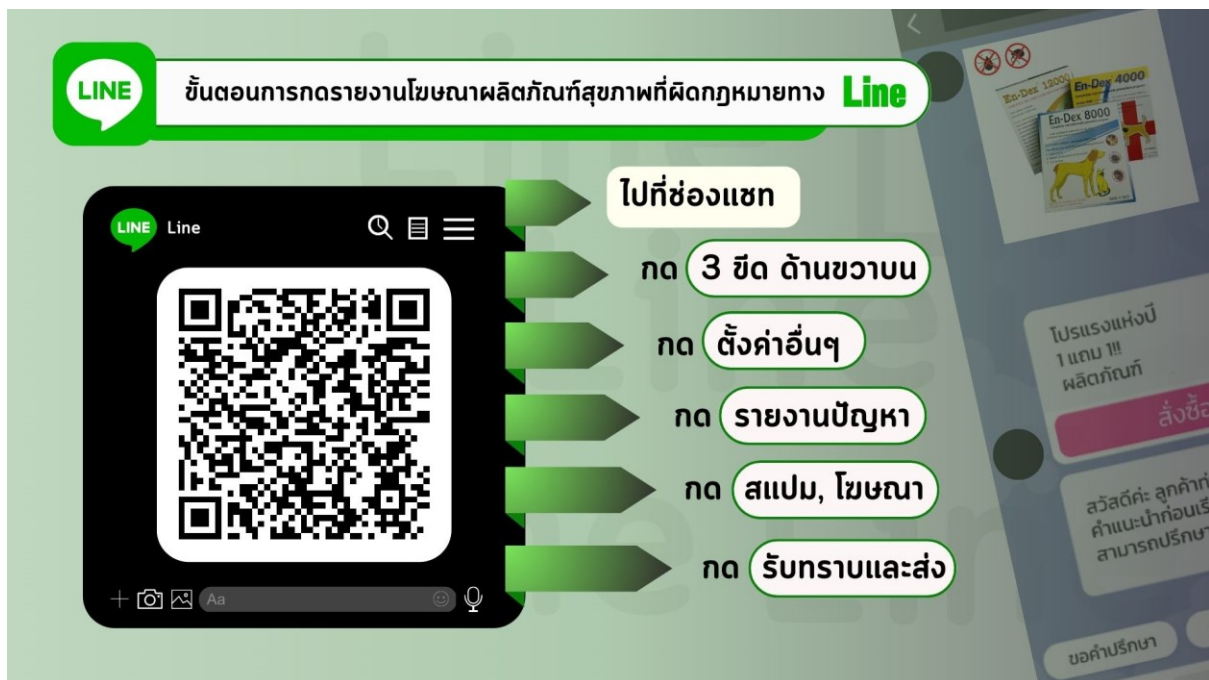 LINE
ขั้นตอนการกดรายงานโฆษณาผลิตภัณฑ์สุขภาพที่ผิดกฎหมายทาง Line
LINE Line
ไปที่ช่องแชท
กด 3 ขีด ด้านขวาบน
กด ตั้งค่าอื่นๆ
กด รายงานปัญหา
กด สแปม, โฆษณา
กด รับทราบและส่ง
Aa
En-Dex 12000
En-Dex 4000
En-Dex 8000
โปรแรงแห่งปี
1 แถม 1!!
ผลิตภัณฑ์
สั่งซื้อ
สวัสดีค่ะ ลูกค้า
คำแนะนำก่อน
สามารถปรึกษา
ขอคำปรึกษา